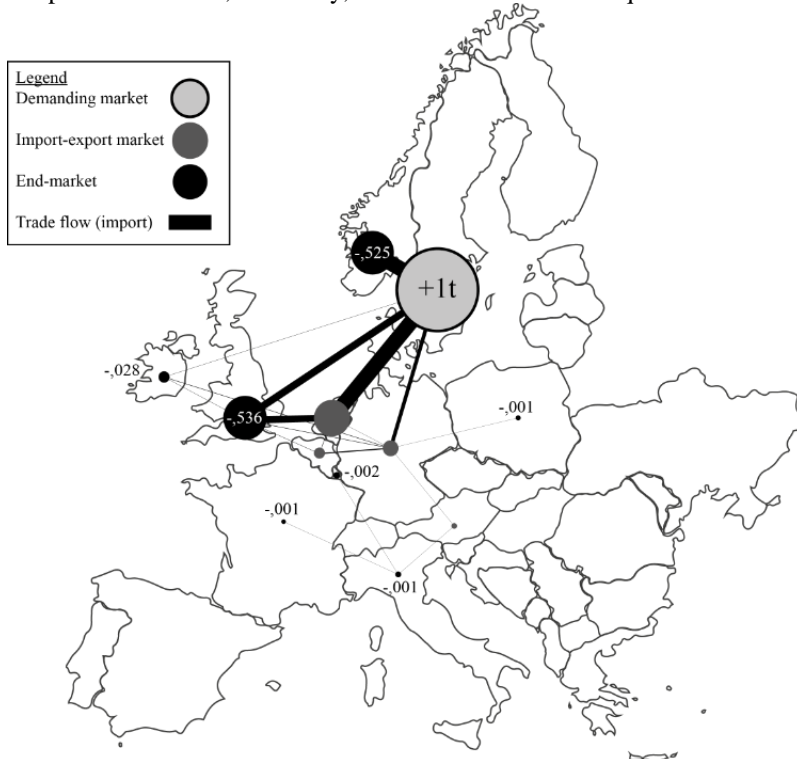 Legend
Demanding market
Import-export market
End-market
Trade flow (import)
-,525
+1t
-,028
-,536
-,001
-,002
-,001
-,001